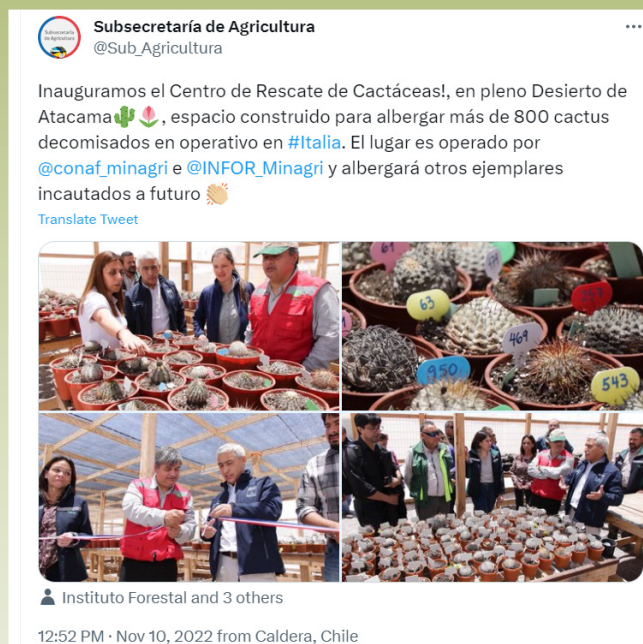 Subsecretaría de Agricultura
@Sub_Agricultura
Inauguramos el Centro de Rescate de Cactáceas!, en pleno Desierto de
Atacama🌵🌷, espacio construido para albergar más de 800 cactus
decomisados en operativo en #Italia. El lugar es operado por
@conaf_minagri e @INFOR_Minagri y albergará otros ejemplares
incautados a futuro 👏🏼
Translate Tweet
63
469
950
543
Instituto Forestal and 3 others
12:52 PM · Nov 10, 2022 from Caldera, Chile